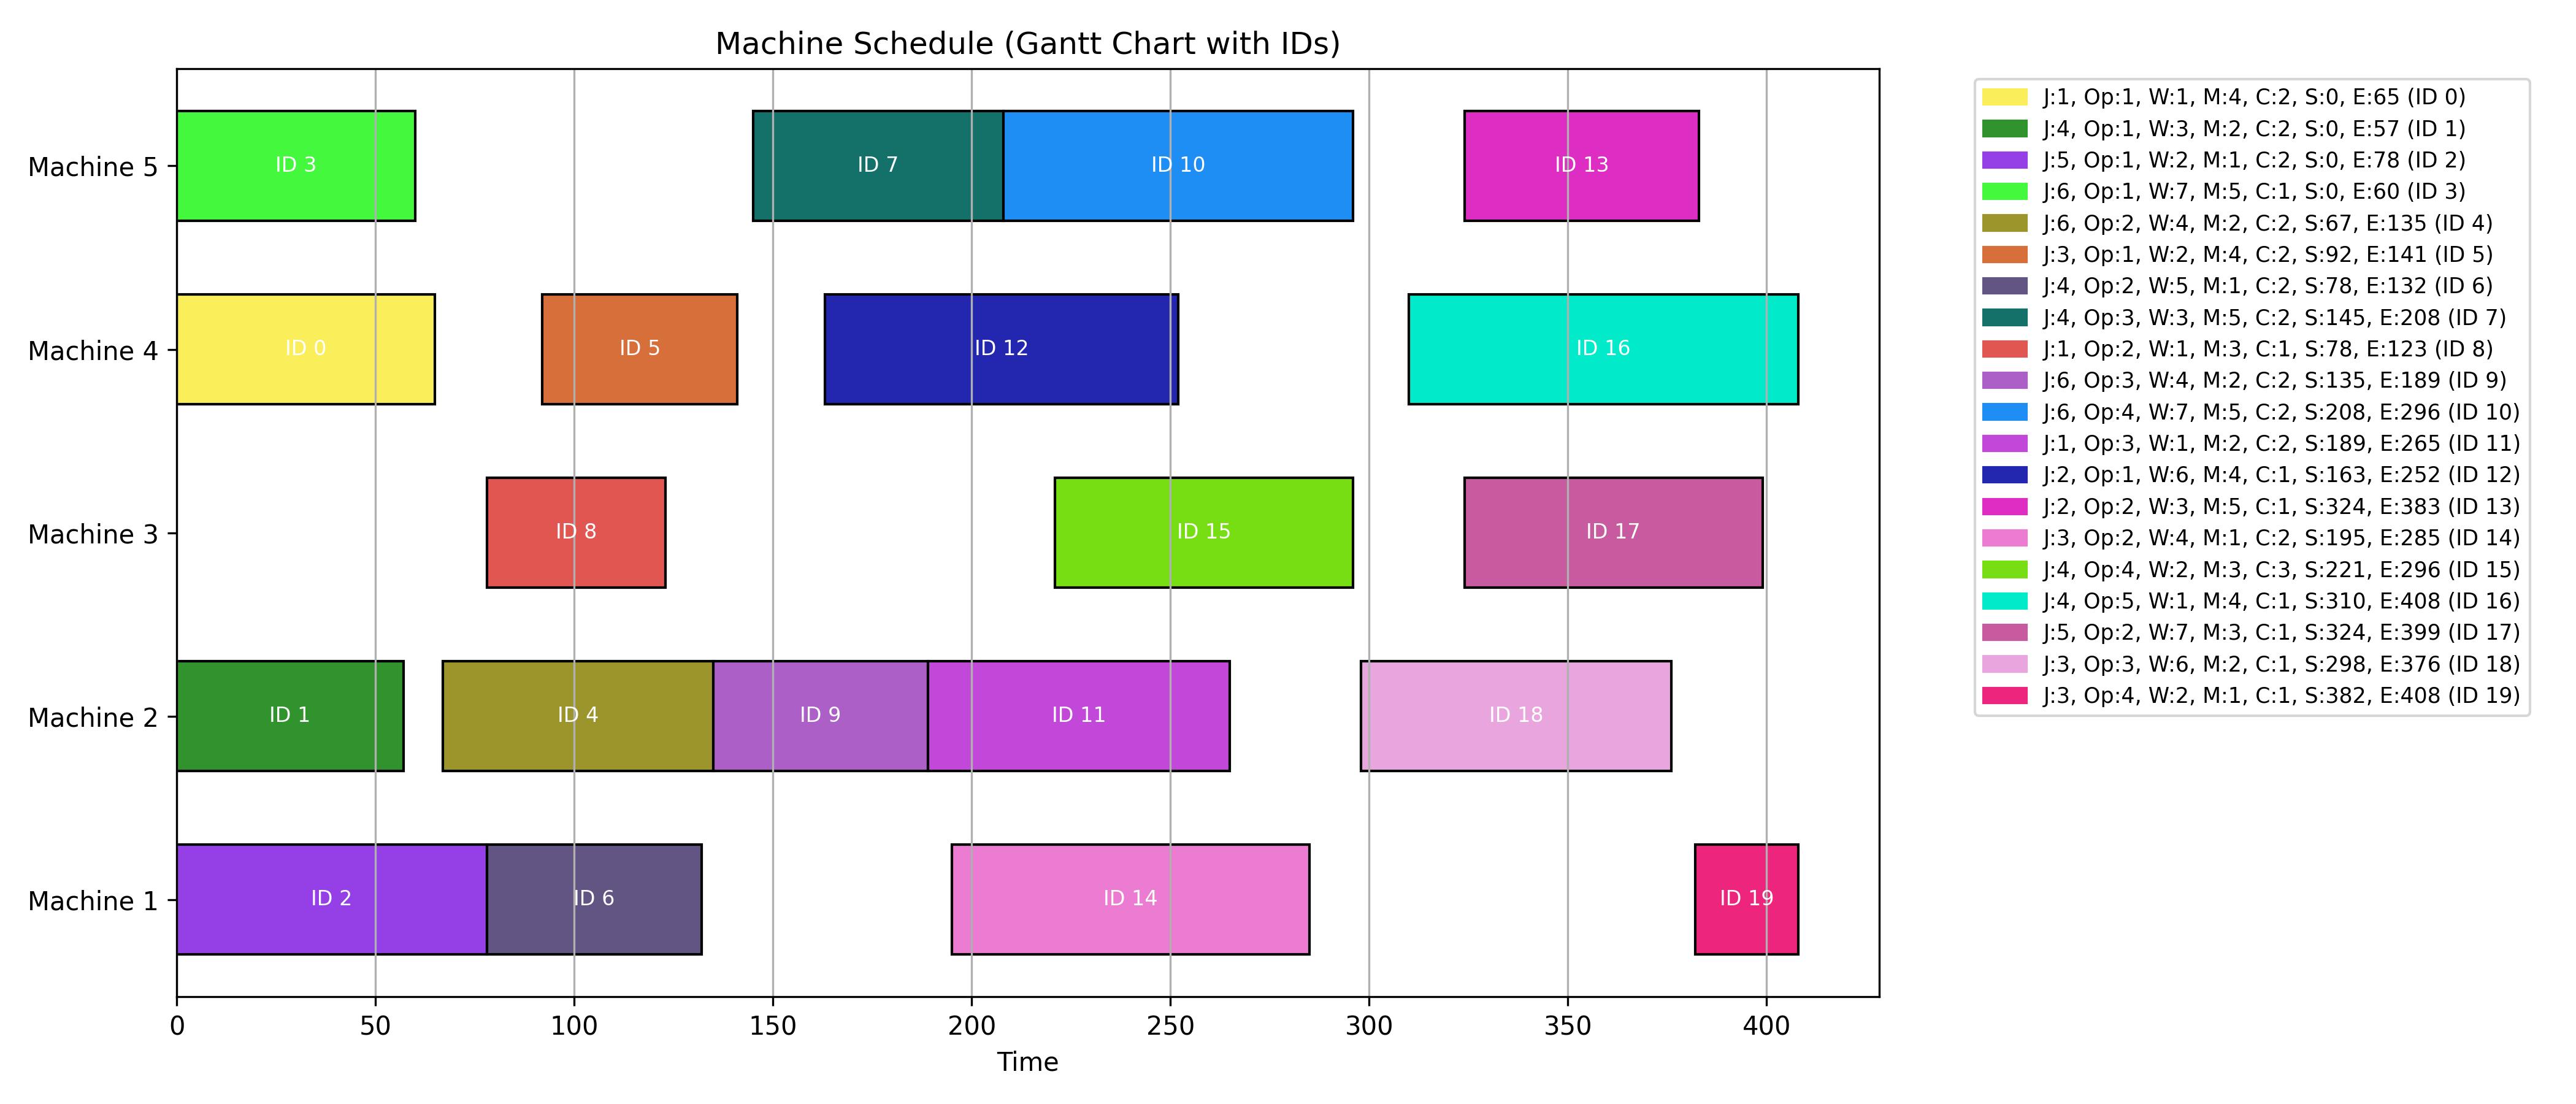 Machine Schedule (Gantt Chart with IDs)
Machine 5
ID 3
ID 7
ID 10
ID 13
Machine 4
ID 0
ID 5
ID 12
ID 16
Machine 3
ID 8
ID 15
ID 17
Machine 2
ID 1
ID 4
ID 9
ID 11
ID 18
Machine 1
ID 2
ID 6
ID 14
ID 19
0 50 100 150 200 250 300 350 400
Time
J:1, Op:1, W:1, M:4, C:2, S:0, E:65 (ID 0)
J:4, Op:1, W:3, M:2, C:2, S:0, E:57 (ID 1)
J:5, Op:1, W:2, M:1, C:2, S:0, E:78 (ID 2)
J:6, Op:1, W:7, M:5, C:1, S:0, E:60 (ID 3)
J:6, Op:2, W:4, M:2, C:2, S:67, E:135 (ID 4)
J:3, Op:1, W:2, M:4, C:2, S:92, E:141 (ID 5)
J:4, Op:2, W:5, M:1, C:2, S:78, E:132 (ID 6)
J:4, Op:3, W:3, M:5, C:2, S:145, E:208 (ID 7)
J:1, Op:2, W:1, M:3, C:1, S:78, E:123 (ID 8)
J:6, Op:3, W:4, M:2, C:2, S:135, E:189 (ID 9)
J:6, Op:4, W:7, M:5, C:2, S:208, E:296 (ID 10)
J:1, Op:3, W:1, M:2, C:2, S:189, E:265 (ID 11)
J:2, Op:1, W:6, M:4, C:1, S:163, E:252 (ID 12)
J:2, Op:2, W:3, M:5, C:1, S:324, E:383 (ID 13)
J:3, Op:2, W:4, M:1, C:2, S:195, E:285 (ID 14)
J:4, Op:4, W:2, M:3, C:3, S:221, E:296 (ID 15)
J:4, Op:5, W:1, M:4, C:1, S:310, E:408 (ID 16)
J:5, Op:2, W:7, M:3, C:1, S:324, E:399 (ID 17)
J:3, Op:3, W:6, M:2, C:1, S:298, E:376 (ID 18)
J:3, Op:4, W:2, M:1, C:1, S:382, E:408 (ID 19)